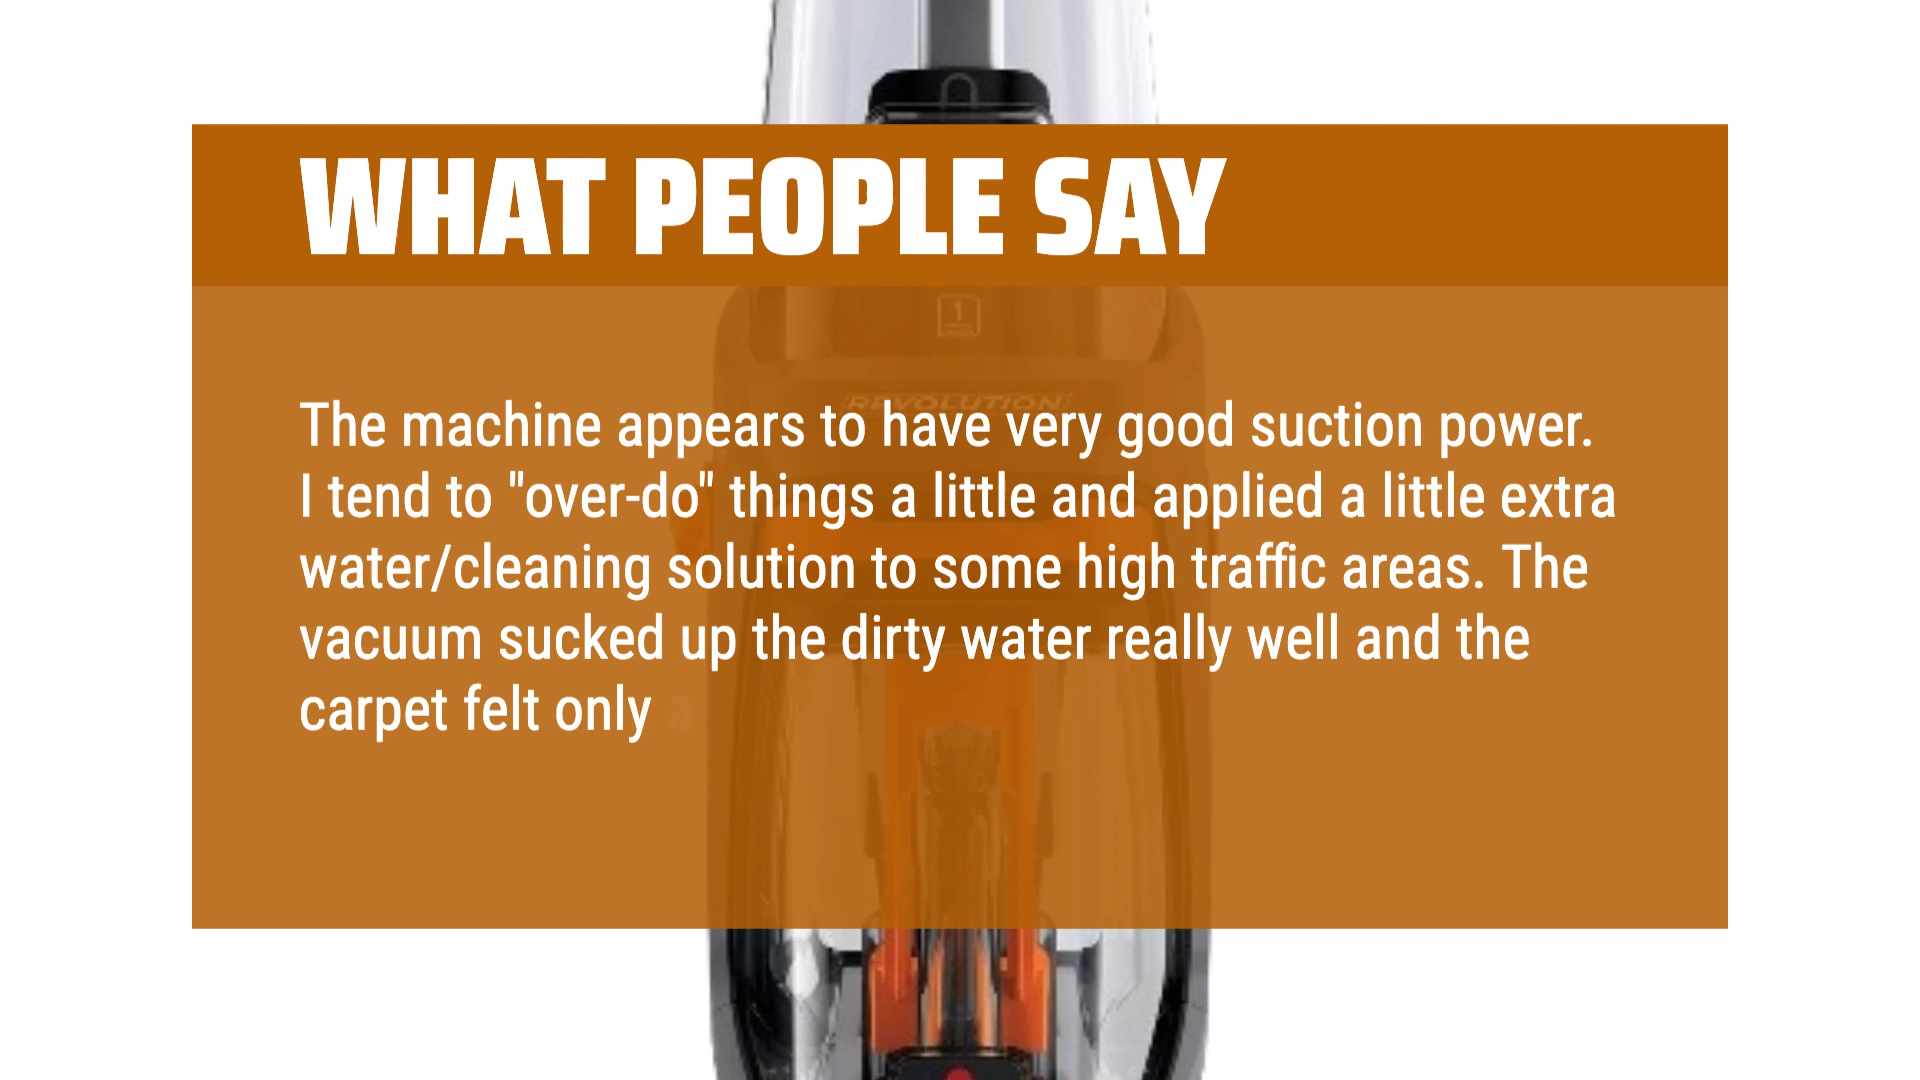 WHAT PEOPLE SAY
1
REVOLUTION
The machine appears to have very good suction power.
I tend to "over-do" things a little and applied a little extra
water/cleaning solution to some high traffic areas. The
vacuum sucked up the dirty water really well and the
carpet felt only a